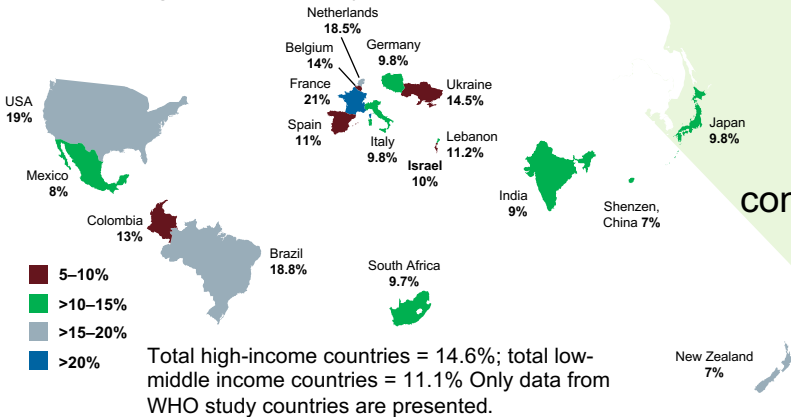 Netherlands
18.5%
Belgium
14%
Germany
9.8%
USA
19%
France
21%
Ukraine
14.5%
Spain
11%
Italy
9.8%
Lebanon
11.2%
Israel
10%
Japan
9.8%
Mexico
8%
India
9%
Shenzen,
China 7%
con
Colombia
13%
Brazil
18.8%
South Africa
9.7%
5–10%
>10–15%
>15–20%
>20%
New Zealand
7%
Total high-income countries = 14.6%; total low-
middle income countries = 11.1% Only data from
WHO study countries are presented.